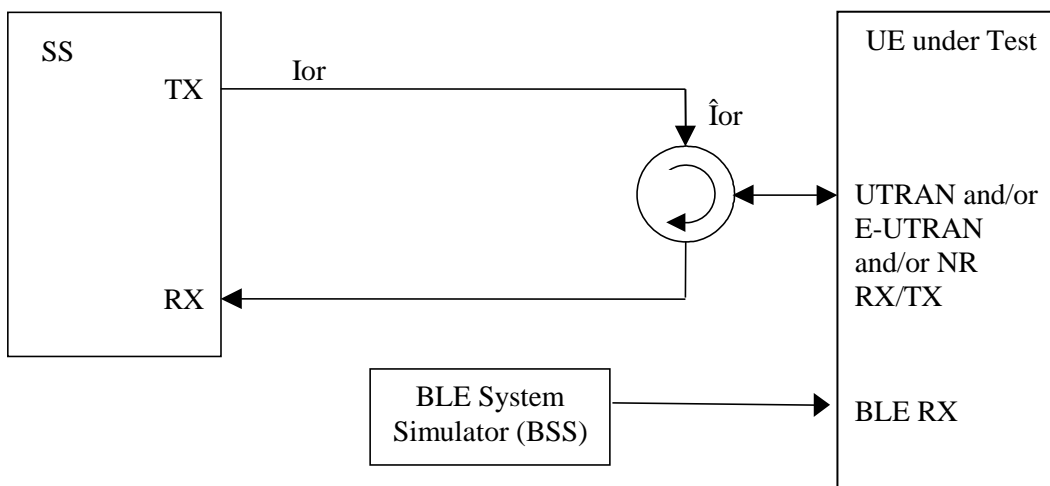 SS
UE under Test
TX
Ior
Îor
UTRAN and/or
E-UTRAN
and/or NR
RX/TX
RX
BLE System
Simulator (BSS)
BLE RX